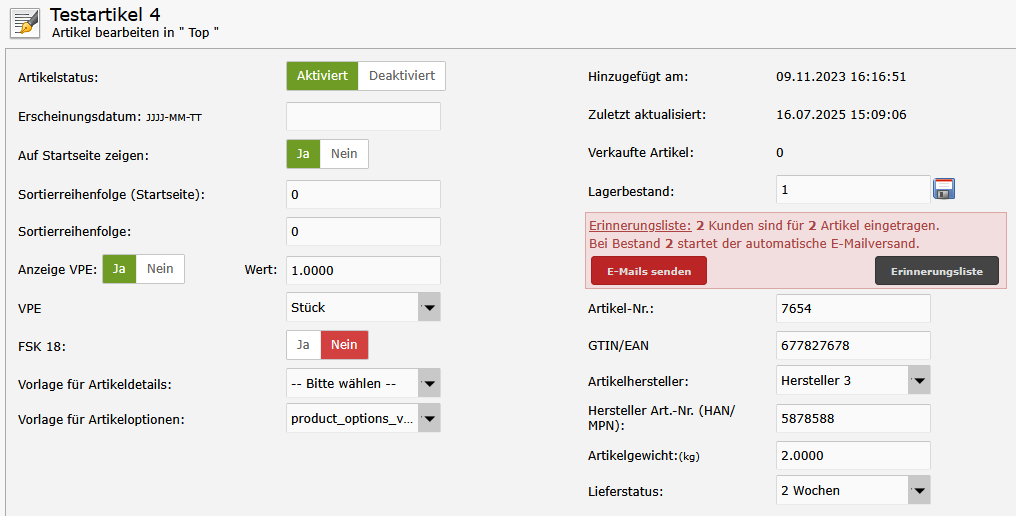 Testartikel 4
Artikel bearbeiten in " Top "
Artikelstatus: Aktiviert Deaktiviert
Erscheinungsdatum: JJJJ-MM-TT
Auf Startseite zeigen: Ja Nein
Sortierreihenfolge (Startseite): 0
Sortierreihenfolge: 0
Anzeige VPE: Ja Nein Wert: 1.0000
VPE Stück
FSK 18: Ja Nein
Vorlage für Artikeldetails: -- Bitte wählen --
Vorlage für Artikeloptionen: product_options_v...
Hinzugefügt am: 09.11.2023 16:16:51
Zuletzt aktualisiert: 16.07.2025 15:09:06
Verkaufte Artikel: 0
Lagerbestand: 1
Erinnerungsliste: 2 Kunden sind für 2 Artikel eingetragen.
Bei Bestand 2 startet der automatische E-Mailversand.
E-Mails senden Erinnerungsliste
Artikel-Nr.: 7654
GTIN/EAN 677827678
Artikelhersteller: Hersteller 3
Hersteller Art.-Nr. (HAN/
MPN): 5878588
Artikelgewicht:(kg) 2.0000
Lieferstatus: 2 Wochen